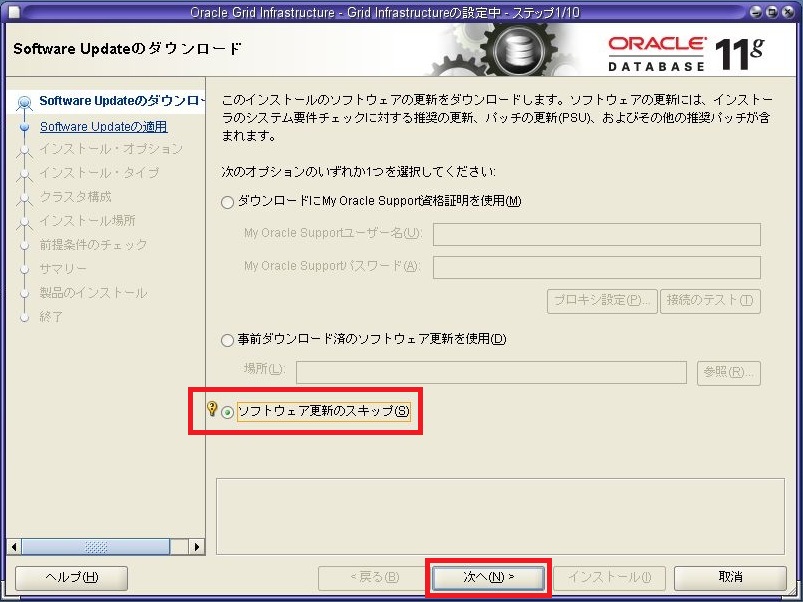 Oracle Grid Infrastructure - Grid Infrastructureの設定中 - ステップ1/10
Software Updateのダウンロード
ORACLE
DATABASE
11g
Software Updateのダウンロー
Software Updateの適用
インストール・オプション
インストール・タイプ
クラスタ構成
インストール場所
前提条件のチェック
サマリー
製品のインストール
終了
このインストールのソフトウェアの更新をダウンロードします。ソフトウェアの更新には、インストー
ラのシステム要件チェックに対する推奨の更新、パッチの更新(PSU)、およびその他の推奨パッチが含
まれます。
次のオプションのいずれか1つを選択してください:
ダウンロードにMy Oracle Support資格証明を使用(M)
My Oracle Supportユーザー名(U):
My Oracle Supportパスワード(A):
プロキシ設定(P)...
接続のテスト(T)
事前ダウンロード済のソフトウェア更新を使用(D)
場所(L):
参照(R)...
ソフトウェア更新のスキップ(S)
ヘルプ(H)
< 戻る(B)
次へ(N) >
インストール(I)
取消